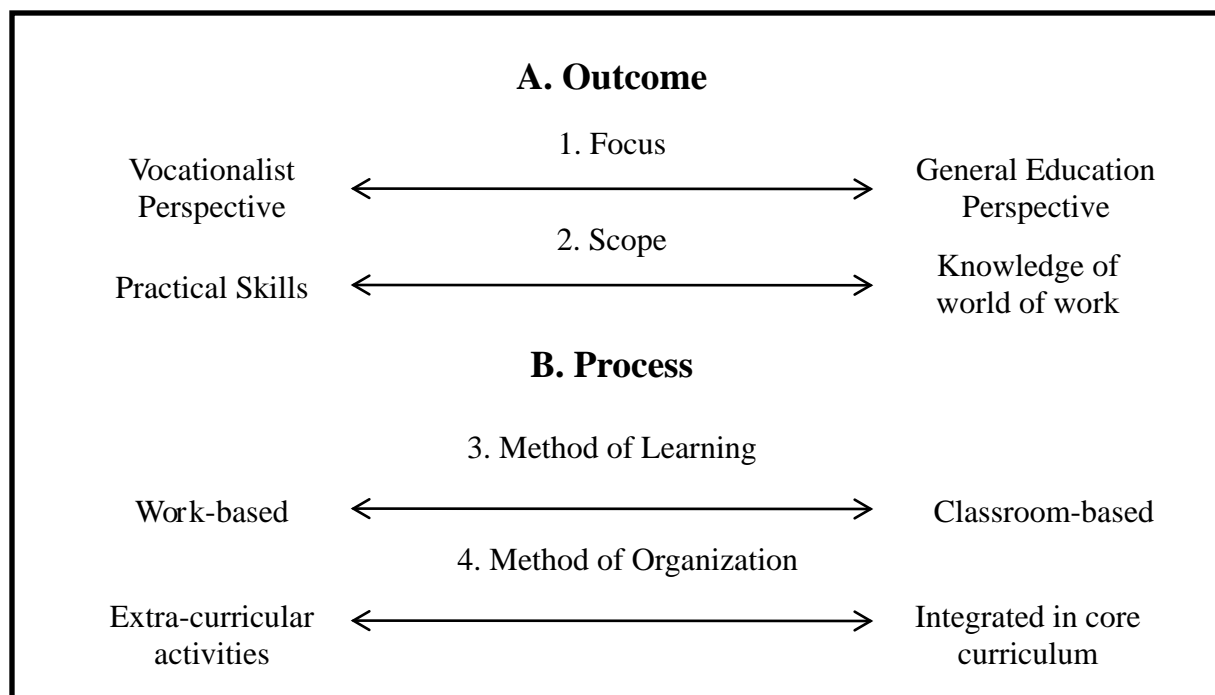 A. Outcome
1. Focus
Vocationalist
Perspective
General Education
Perspective
2. Scope
Practical Skills
Knowledge of
world of work
B. Process
3. Method of Learning
Work-based
Classroom-based
4. Method of Organization
Extra-curricular
activities
Integrated in core
curriculum